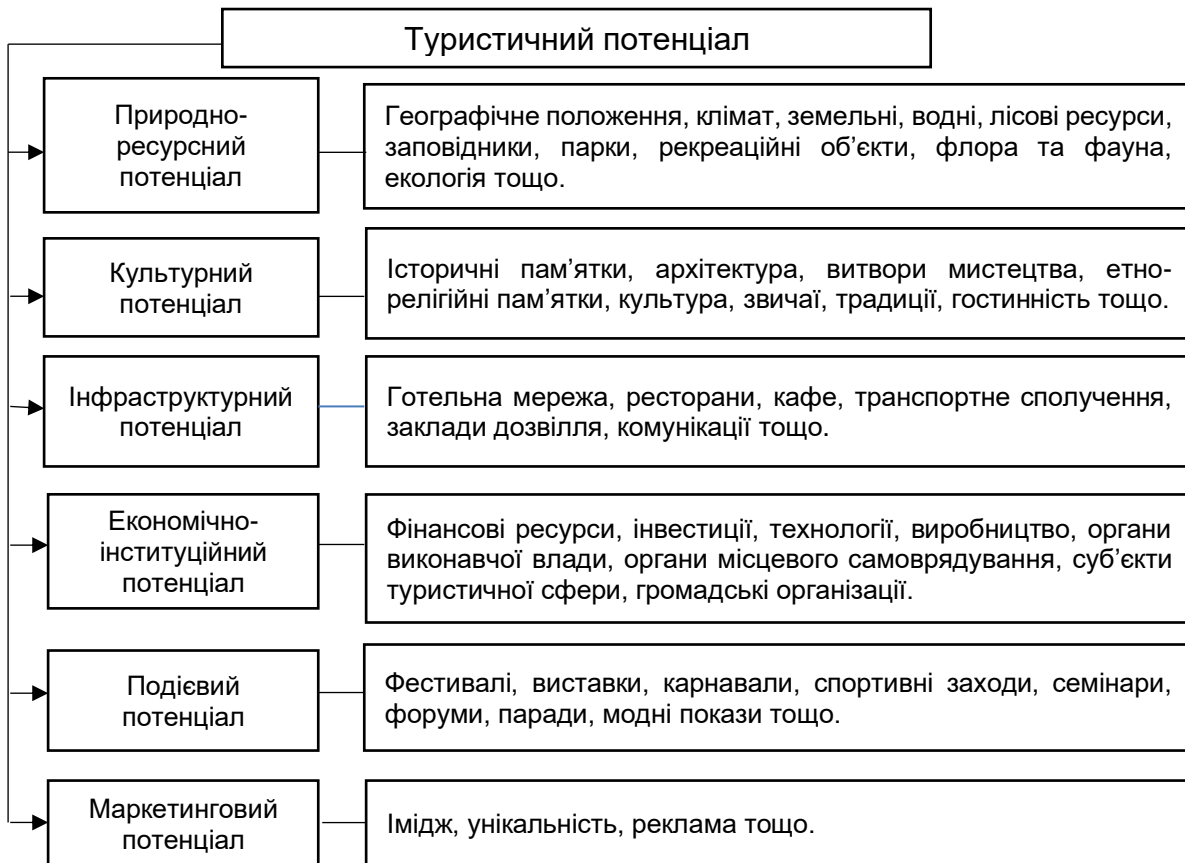 Туристичний потенціал
Природно-
ресурсний
потенціал
Географічне положення, клімат, земельні, водні, лісові ресурси,
заповідники, парки, рекреаційні об’єкти, флора та фауна,
екологія тощо.
Культурний
потенціал
Історичні пам’ятки, архітектура, витвори мистецтва, етно-
релігійні пам’ятки, культура, звичаї, традиції, гостинність тощо.
Інфраструктурний
потенціал
Готельна мережа, ресторани, кафе, транспортне сполучення,
заклади дозвілля, комунікації тощо.
Економічно-
інституційний
потенціал
Фінансові ресурси, інвестиції, технології, виробництво, органи
виконавчої влади, органи місцевого самоврядування, суб’єкти
туристичної сфери, громадські організації.
Подієвий
потенціал
Фестивалі, виставки, карнавали, спортивні заходи, семінари,
форуми, паради, модні покази тощо.
Маркетинговий
потенціал
Імідж, унікальність, реклама тощо.